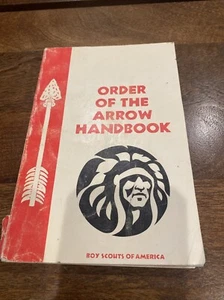 ORDER
OF THE
ARROW
HANDBOOK
BOY SCOUTS OF AMERICA